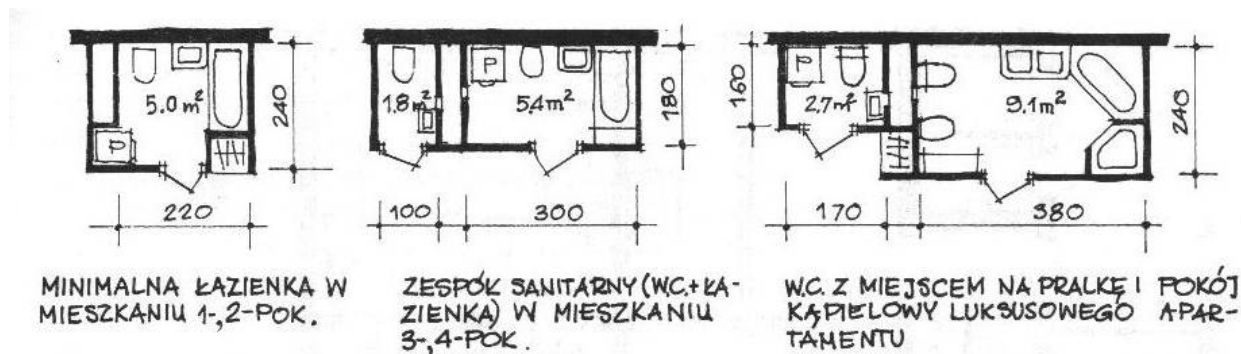 5.0 m²
240
P
220
MINIMALNA ŁAZIENKA W
MIESZKANIU 1-,2-POK.
1.8 m²
P
5.4 m²
180
100
300
ZESPÓŁ SANITARNY (W.C.+ŁA-
ZIENKA) W MIESZKANIU
3-,4-POK.
160
P
2.7 m²
9.1 m²
240
170
380
W.C. Z MIEJSCEM NA PRALKĘ I POKÓJ
KĄPIELOWY LUKSUSOWEGO APAR-
TAMENTU